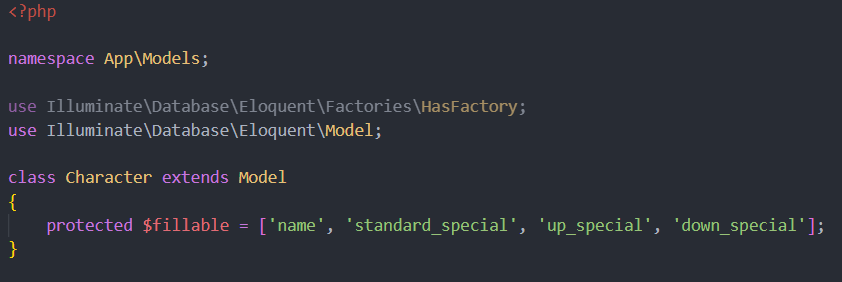 <?php
namespace App\Models;
use Illuminate\Database\Eloquent\Factories\HasFactory;
use Illuminate\Database\Eloquent\Model;
class Character extends Model
{
protected $fillable = ['name', 'standard_special', 'up_special', 'down_special'];
}